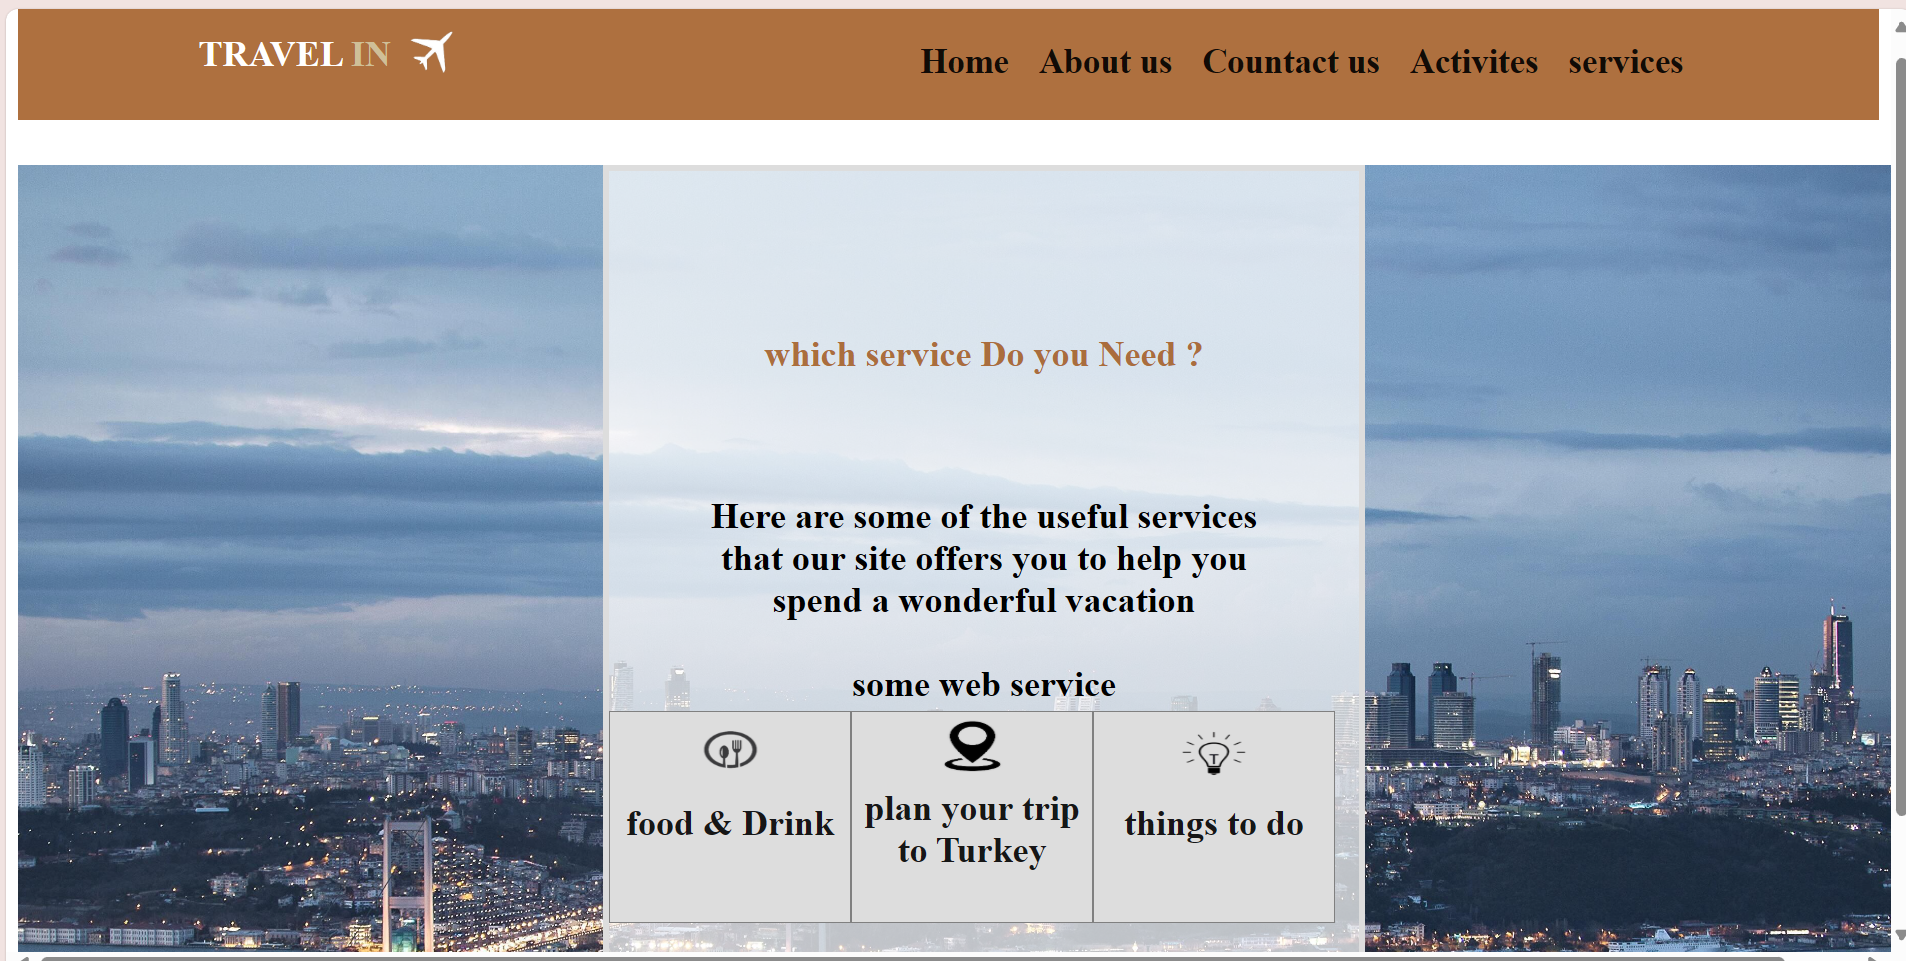 TRAVEL IN
Home About us Countact us Activites services
which service Do you Need ?
Here are some of the useful services
that our site offers you to help you
spend a wonderful vacation
some web service
food & Drink
plan your trip
to Turkey
T
things to do